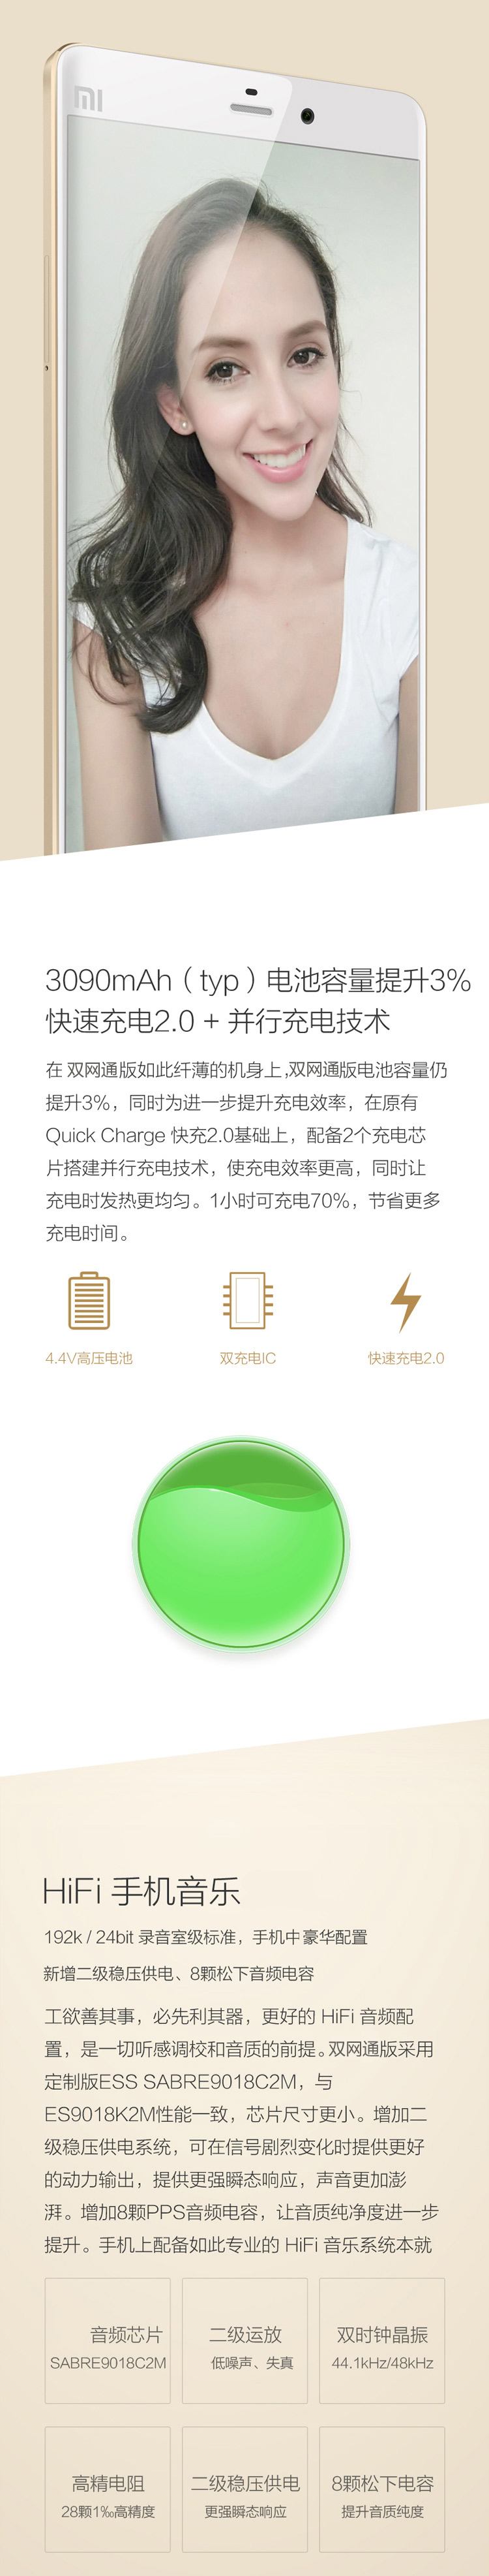 MI
3090mAh（typ）电池容量提升3%
快速充电2.0 + 并行充电技术
在 双网通版如此纤薄的机身上,双网通版电池容量仍
提升3%，同时为进一步提升充电效率，在原有
Quick Charge 快充2.0基础上，配备2个充电芯
片搭建并行充电技术，使充电效率更高，同时让
充电时发热更均匀。1小时可充电70%，节省更多
充电时间。
4.4V高压电池
双充电IC
快速充电2.0
HiFi 手机音乐
192k / 24bit 录音室级标准，手机中豪华配置
新增二级稳压供电、8颗松下音频电容
工欲善其事，必先利其器，更好的 HiFi 音频配
置，是一切听感调校和音质的前提。双网通版采用
定制版ESS SABRE9018C2M，与
ES9018K2M性能一致，芯片尺寸更小。增加二
级稳压供电系统，可在信号剧烈变化时提供更好
的动力输出，提供更强瞬态响应，声音更加澎
湃。增加8颗PPS音频电容，让音质纯净度进一步
提升。手机上配备如此专业的 HiFi 音乐系统本就
音频芯片
SABRE9018C2M
二级运放
低噪声、失真
双时钟晶振
44.1kHz/48kHz
高精电阻
28颗1‰高精度
二级稳压供电
更强瞬态响应
8颗松下电容
提升音质纯度